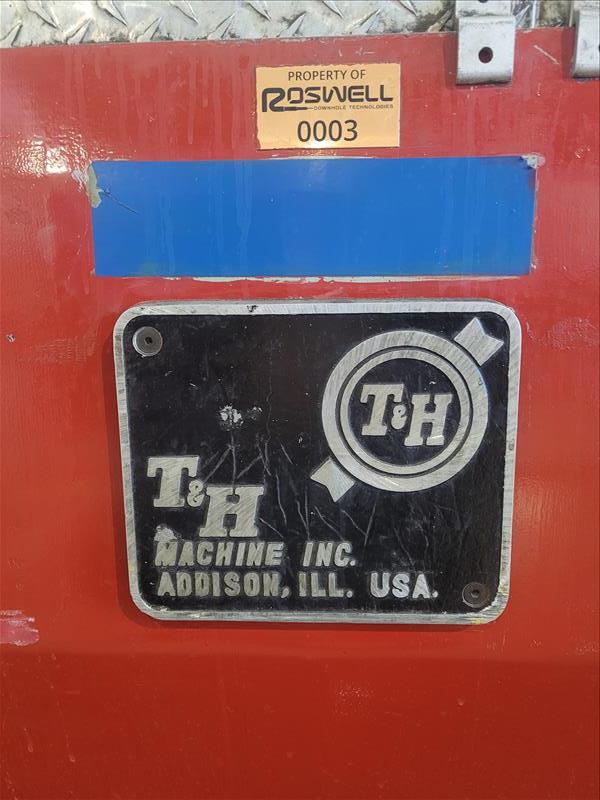 PROPERTY OF
ROSWELL
DOWNHOLE TECHNOLOGIES
0003
T&H
T&H
MACHINE INC.
ADDISON, ILL. USA.